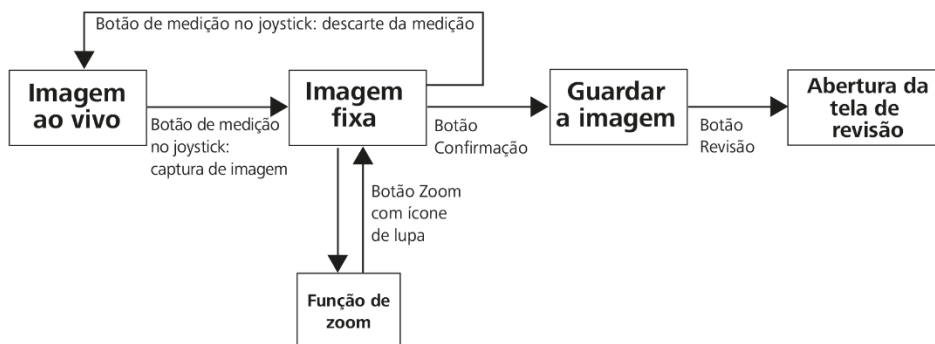 Botão de medição no joystick: descarte da medição
Imagem
ao vivo
Botão de medição
no joystick:
captura de imagem
Imagem
fixa
Botão
Confirmação
Guardar
a imagem
Botão
Revisão
Abertura da
tela de
revisão
Botão Zoom
com ícone
de lupa
Função de
zoom